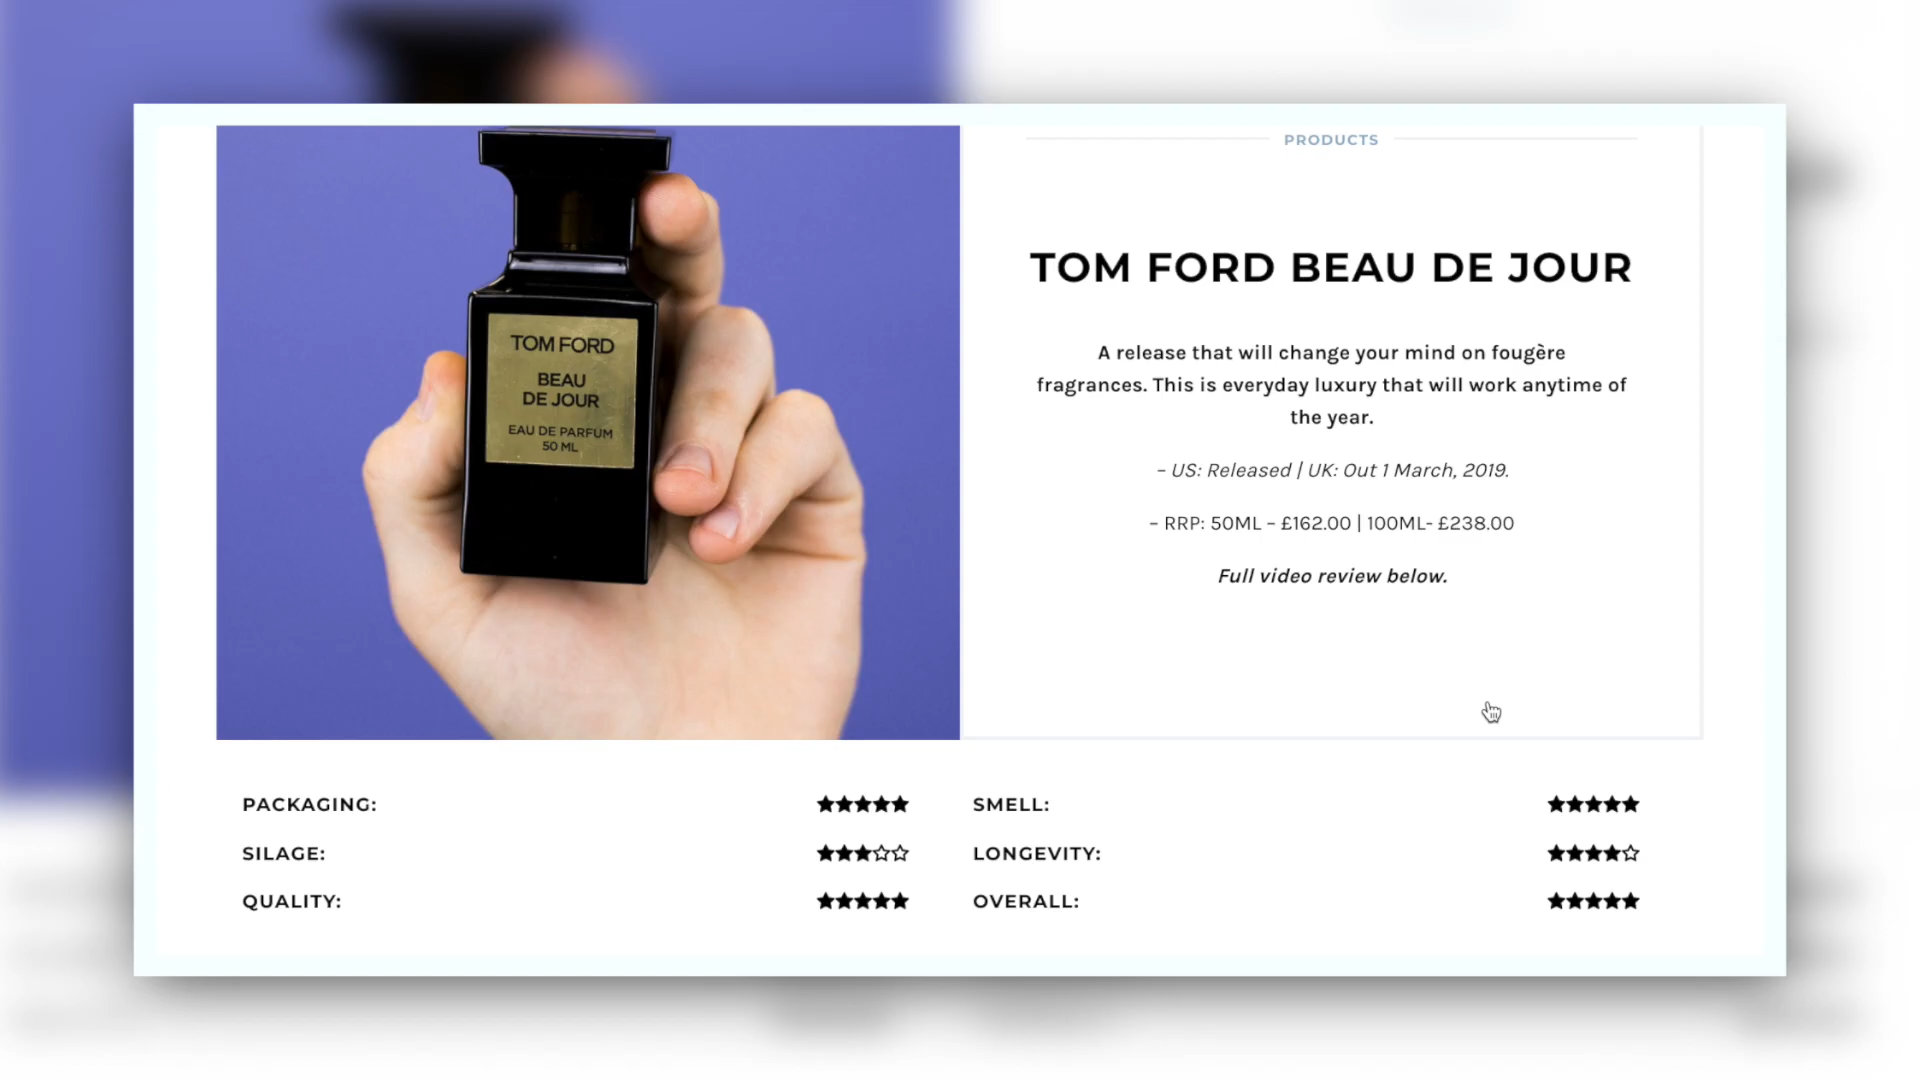 PRODUCTS
TOM FORD BEAU DE JOUR
A release that will change your mind on fougère
fragrances. This is everyday luxury that will work anytime of
the year.
– US: Released | UK: Out 1 March, 2019.
– RRP: 50ML – £162.00 | 100ML- £238.00
Full video review below.
TOM FORD
BEAU
DE JOUR
EAU DE PARFUM
50 ML
PACKAGING: ★★★★★ SMELL: ★★★★★
SILAGE: ★★★☆☆ LONGEVITY: ★★★★☆
QUALITY: ★★★★★ OVERALL: ★★★★★